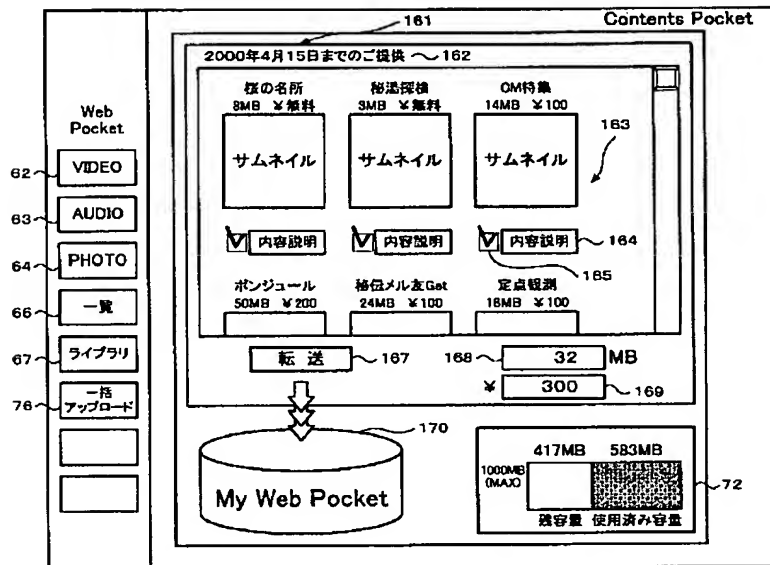 161
Contents Pocket
2000年4月15日までのご提供
162
Web
Pocket
62
VIDEO
63
AUDIO
64
PHOTO
66
一覧
67
ライブラリ
76
一括
アップロード
桜の名所
8MB ¥無料
秘湯探検
3MB ¥無料
CM特集
14MB ¥100
サムネイル
サムネイル
サムネイル
163
内容説明
内容説明
内容説明
164
165
ボンジュール
50MB ¥200
秘伝メル友Get
24MB ¥100
定点観測
16MB ¥100
転送
167
168
32
MB
¥
300
169
170
My Web Pocket
417MB
583MB
1000MB
(MAX)
残容量
使用済み容量
72